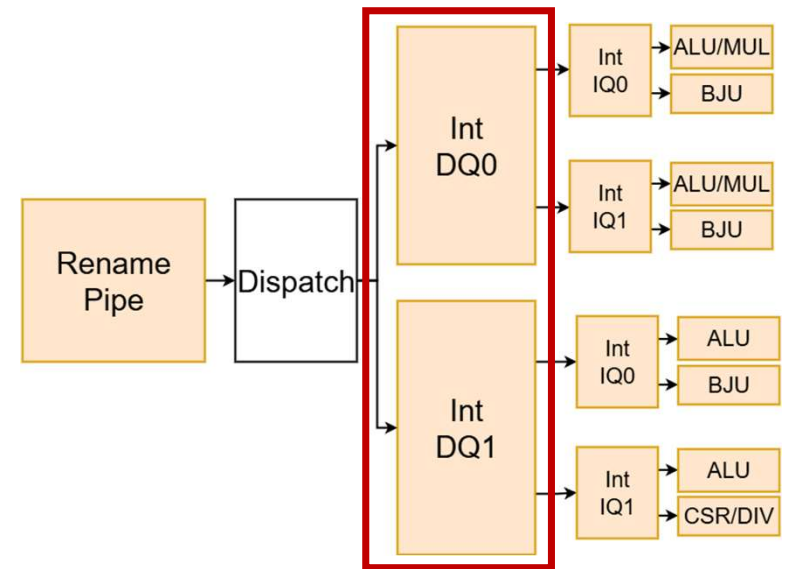 Rename
Pipe
Dispatch
Int
DQ0
Int
DQ1
Int
IQ0
ALU/MUL
BJU
Int
IQ1
ALU/MUL
BJU
Int
IQ0
ALU
BJU
Int
IQ1
ALU
CSR/DIV